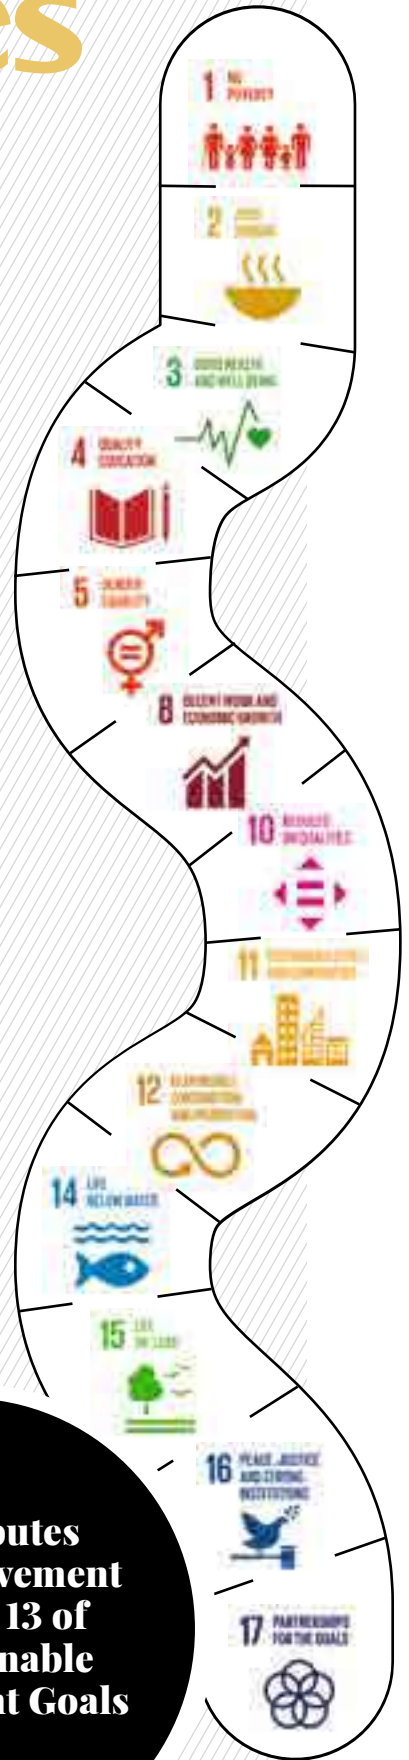 es
1 NO
POVERTY
2 ZERO
HUNGER
3 GOOD HEALTH
AND WELL-BEING
4 QUALITY
EDUCATION
5 GENDER
EQUALITY
8 DECENT WORK AND
ECONOMIC GROWTH
10 REDUCED
INEQUALITIES
11 SUSTAINABLE CITIES
AND COMMUNITIES
12 RESPONSIBLE
CONSUMPTION
AND PRODUCTION
14 LIFE
BELOW WATER
15 LIFE
ON LAND
16 PEACE, JUSTICE
AND STRONG
INSTITUTIONS
17 PARTNERSHIPS
FOR THE GOALS
outes
vement
13 of
nable
nt Goals